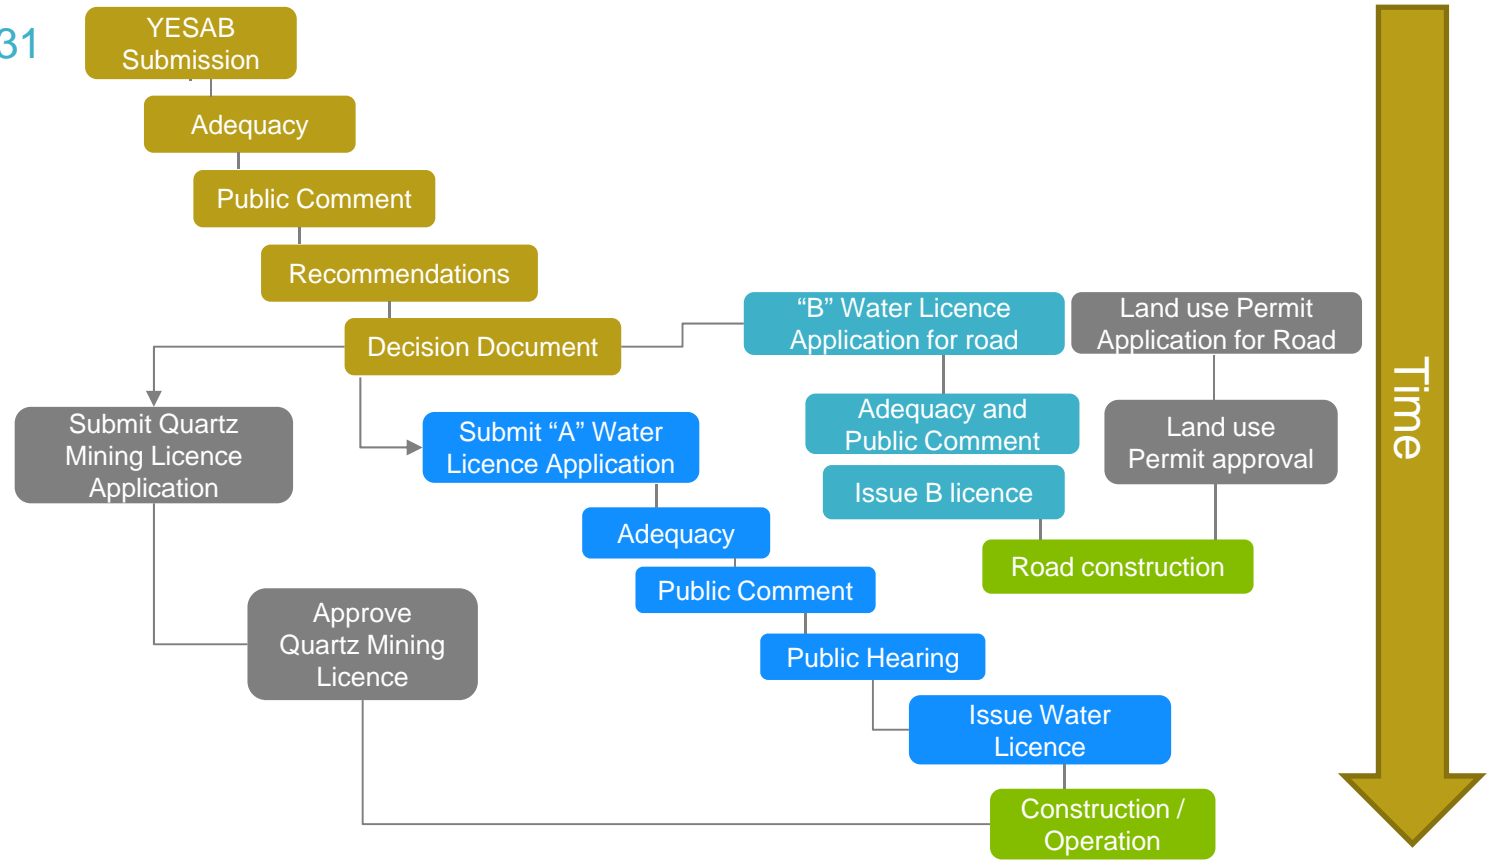 31
YESAB
Submission
Adequacy
Public Comment
Recommendations
Decision Document
“B” Water Licence
Application for road
Land use Permit
Application for Road
Submit Quartz
Mining Licence
Application
Submit “A” Water
Licence Application
Adequacy and
Public Comment
Land use
Permit approval
Issue B licence
Adequacy
Road construction
Public Comment
Approve
Quartz Mining
Licence
Public Hearing
Issue Water
Licence
Construction /
Operation
Time